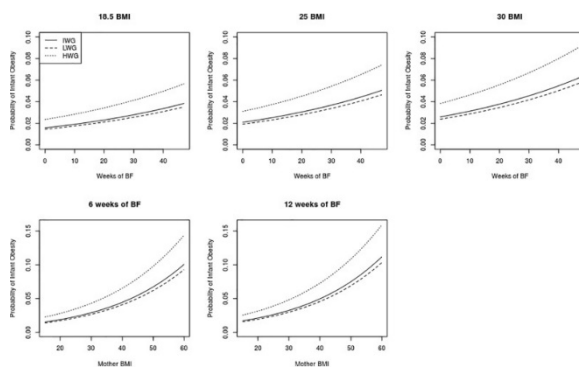 18.5 BMI
25 BMI
30 BMI
Probability of Infant Obesity
0.00 0.02 0.04 0.06 0.08 0.10
IWG
LWG
HWG
0 10 20 30 40
Weeks of BF
Probability of Infant Obesity
0.00 0.02 0.04 0.06 0.08 0.10
0 10 20 30 40
Weeks of BF
Probability of Infant Obesity
0.00 0.02 0.04 0.06 0.08 0.10
0 10 20 30 40
Weeks of BF
6 weeks of BF
12 weeks of BF
Probability of Infant Obesity
0.00 0.05 0.10 0.15
20 30 40 50 60
Mother BMI
Probability of Infant Obesity
0.00 0.05 0.10 0.15
20 30 40 50 60
Mother BMI